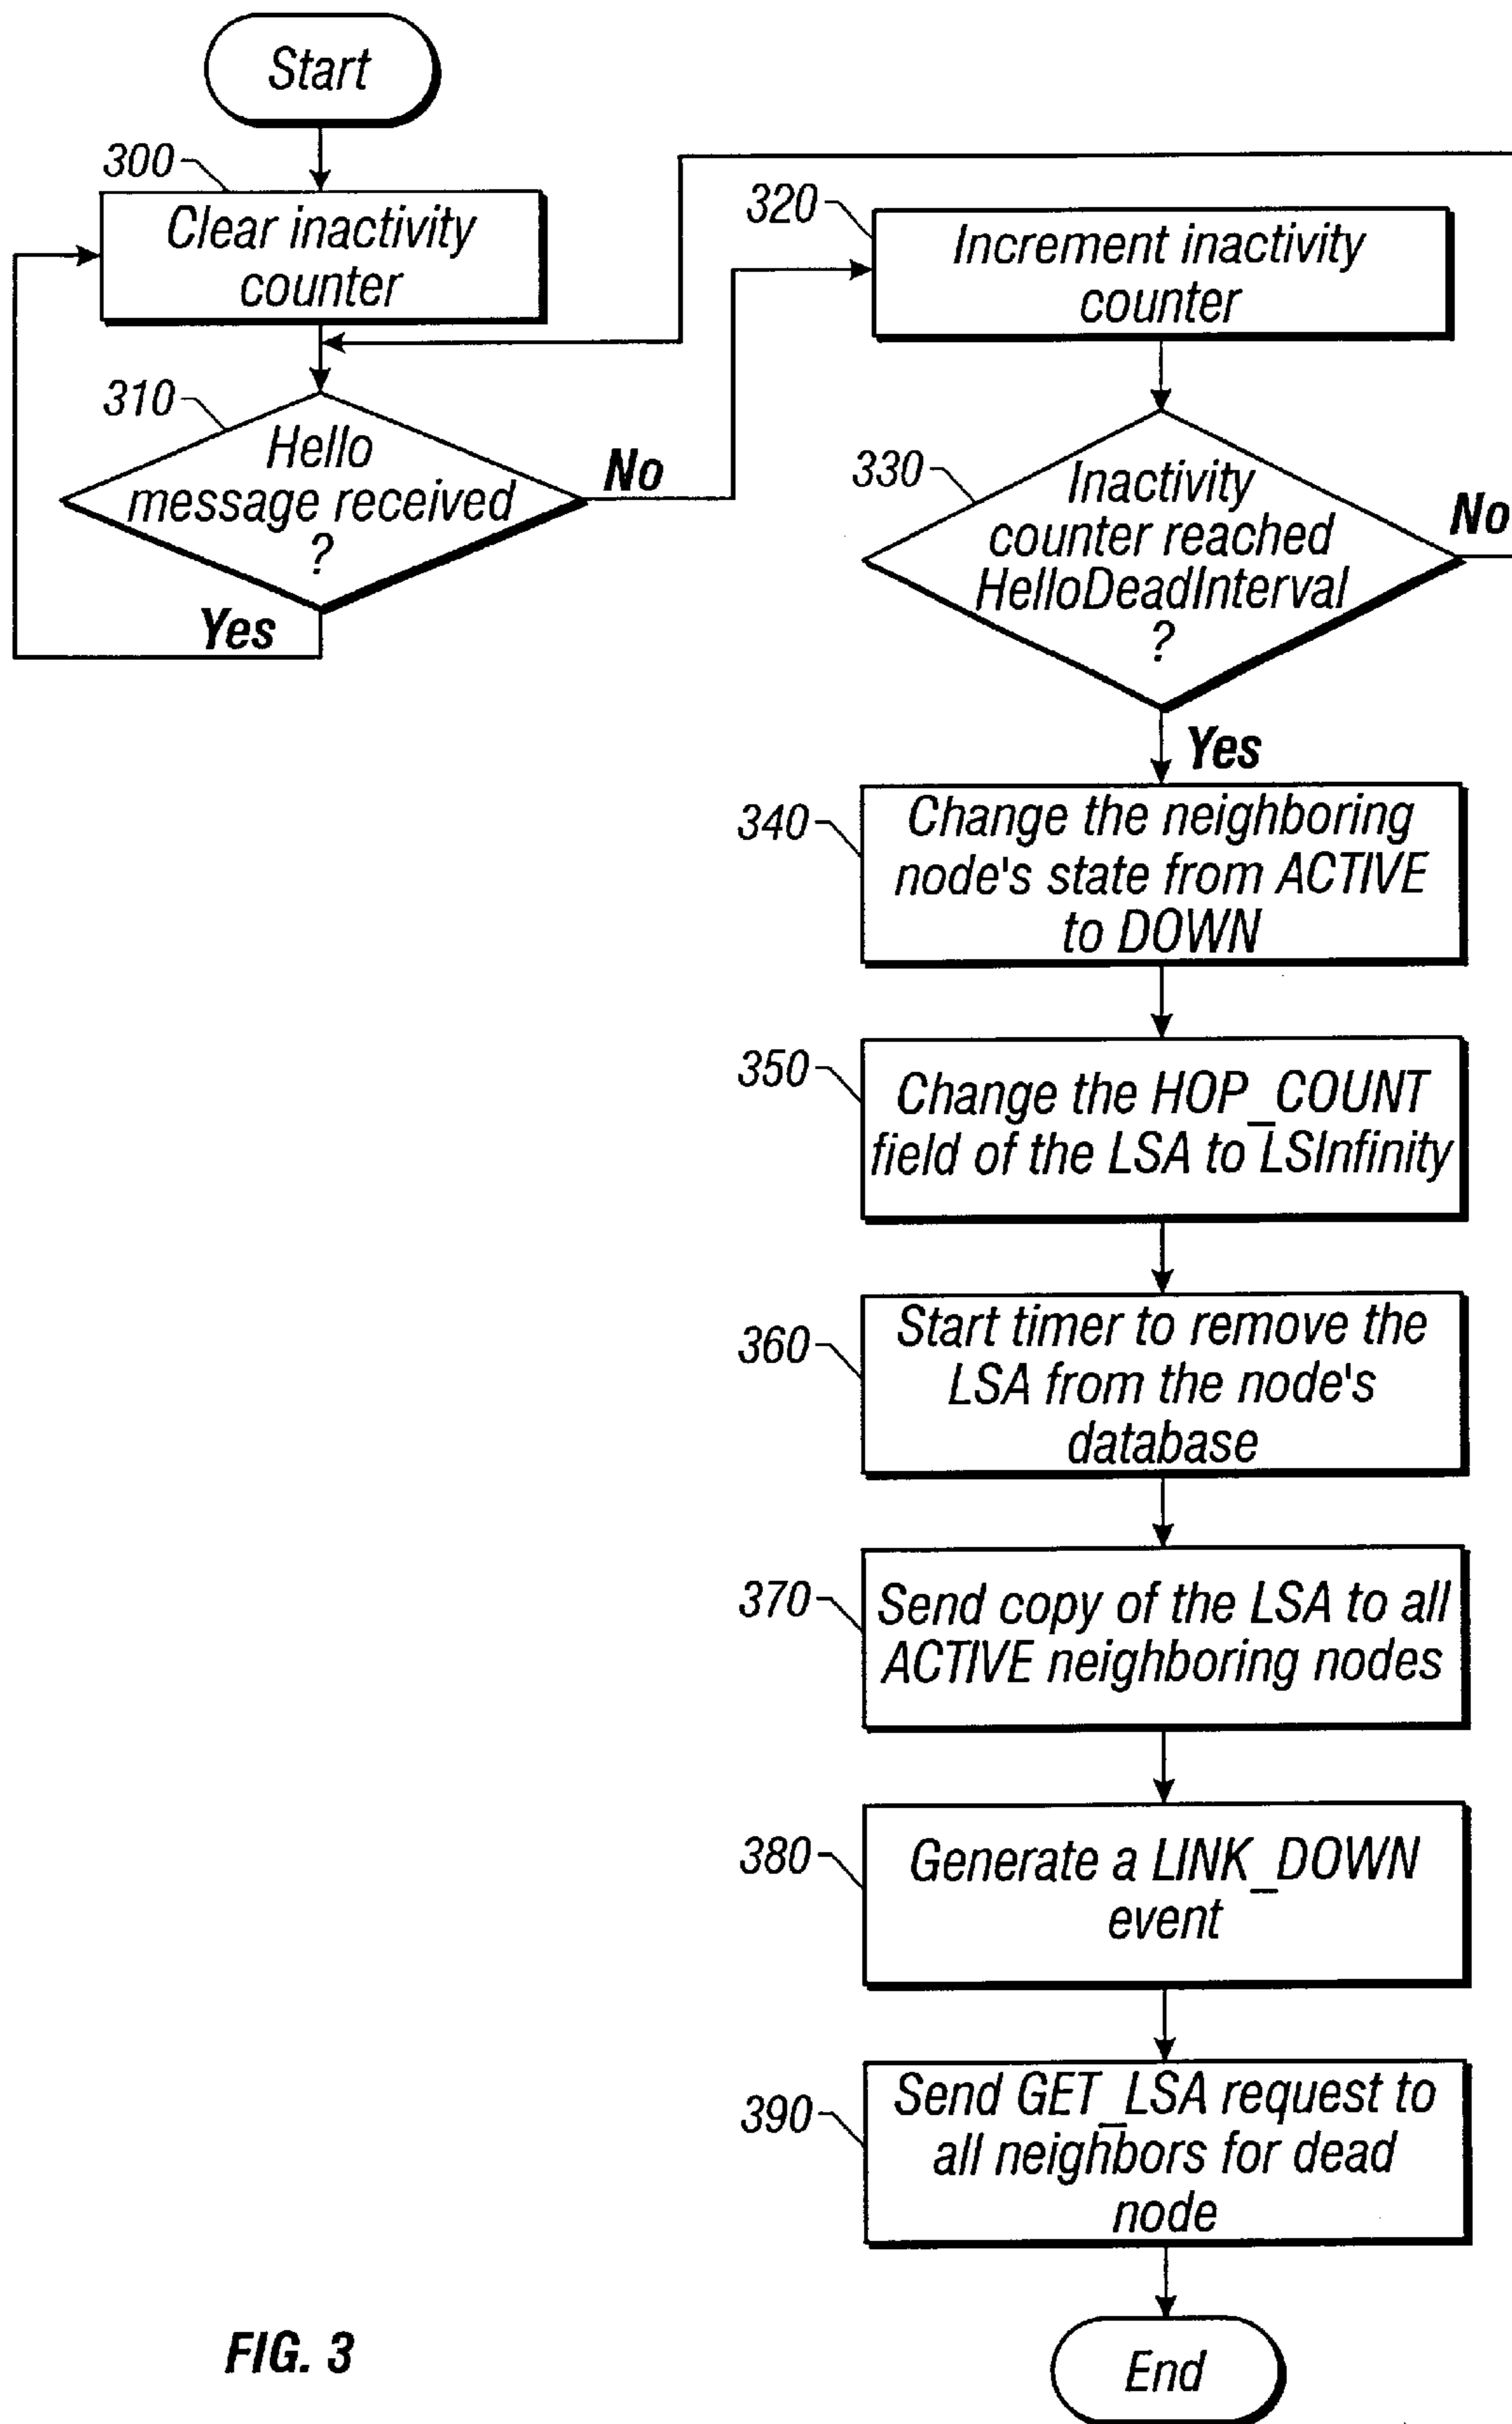 Start
300
Clear inactivity
counter
310
Hello
message received
?
No
Yes
320
Increment inactivity
counter
330
Inactivity
counter reached
HelloDeadInterval
?
No
Yes
340
Change the neighboring
node's state from ACTIVE
to DOWN
350
Change the HOP_COUNT
field of the LSA to LSInfinity
360
Start timer to remove the
LSA from the node's
database
370
Send copy of the LSA to all
ACTIVE neighboring nodes
380
Generate a LINK_DOWN
event
390
Send GET_LSA request to
all neighbors for dead
node
End
FIG. 3